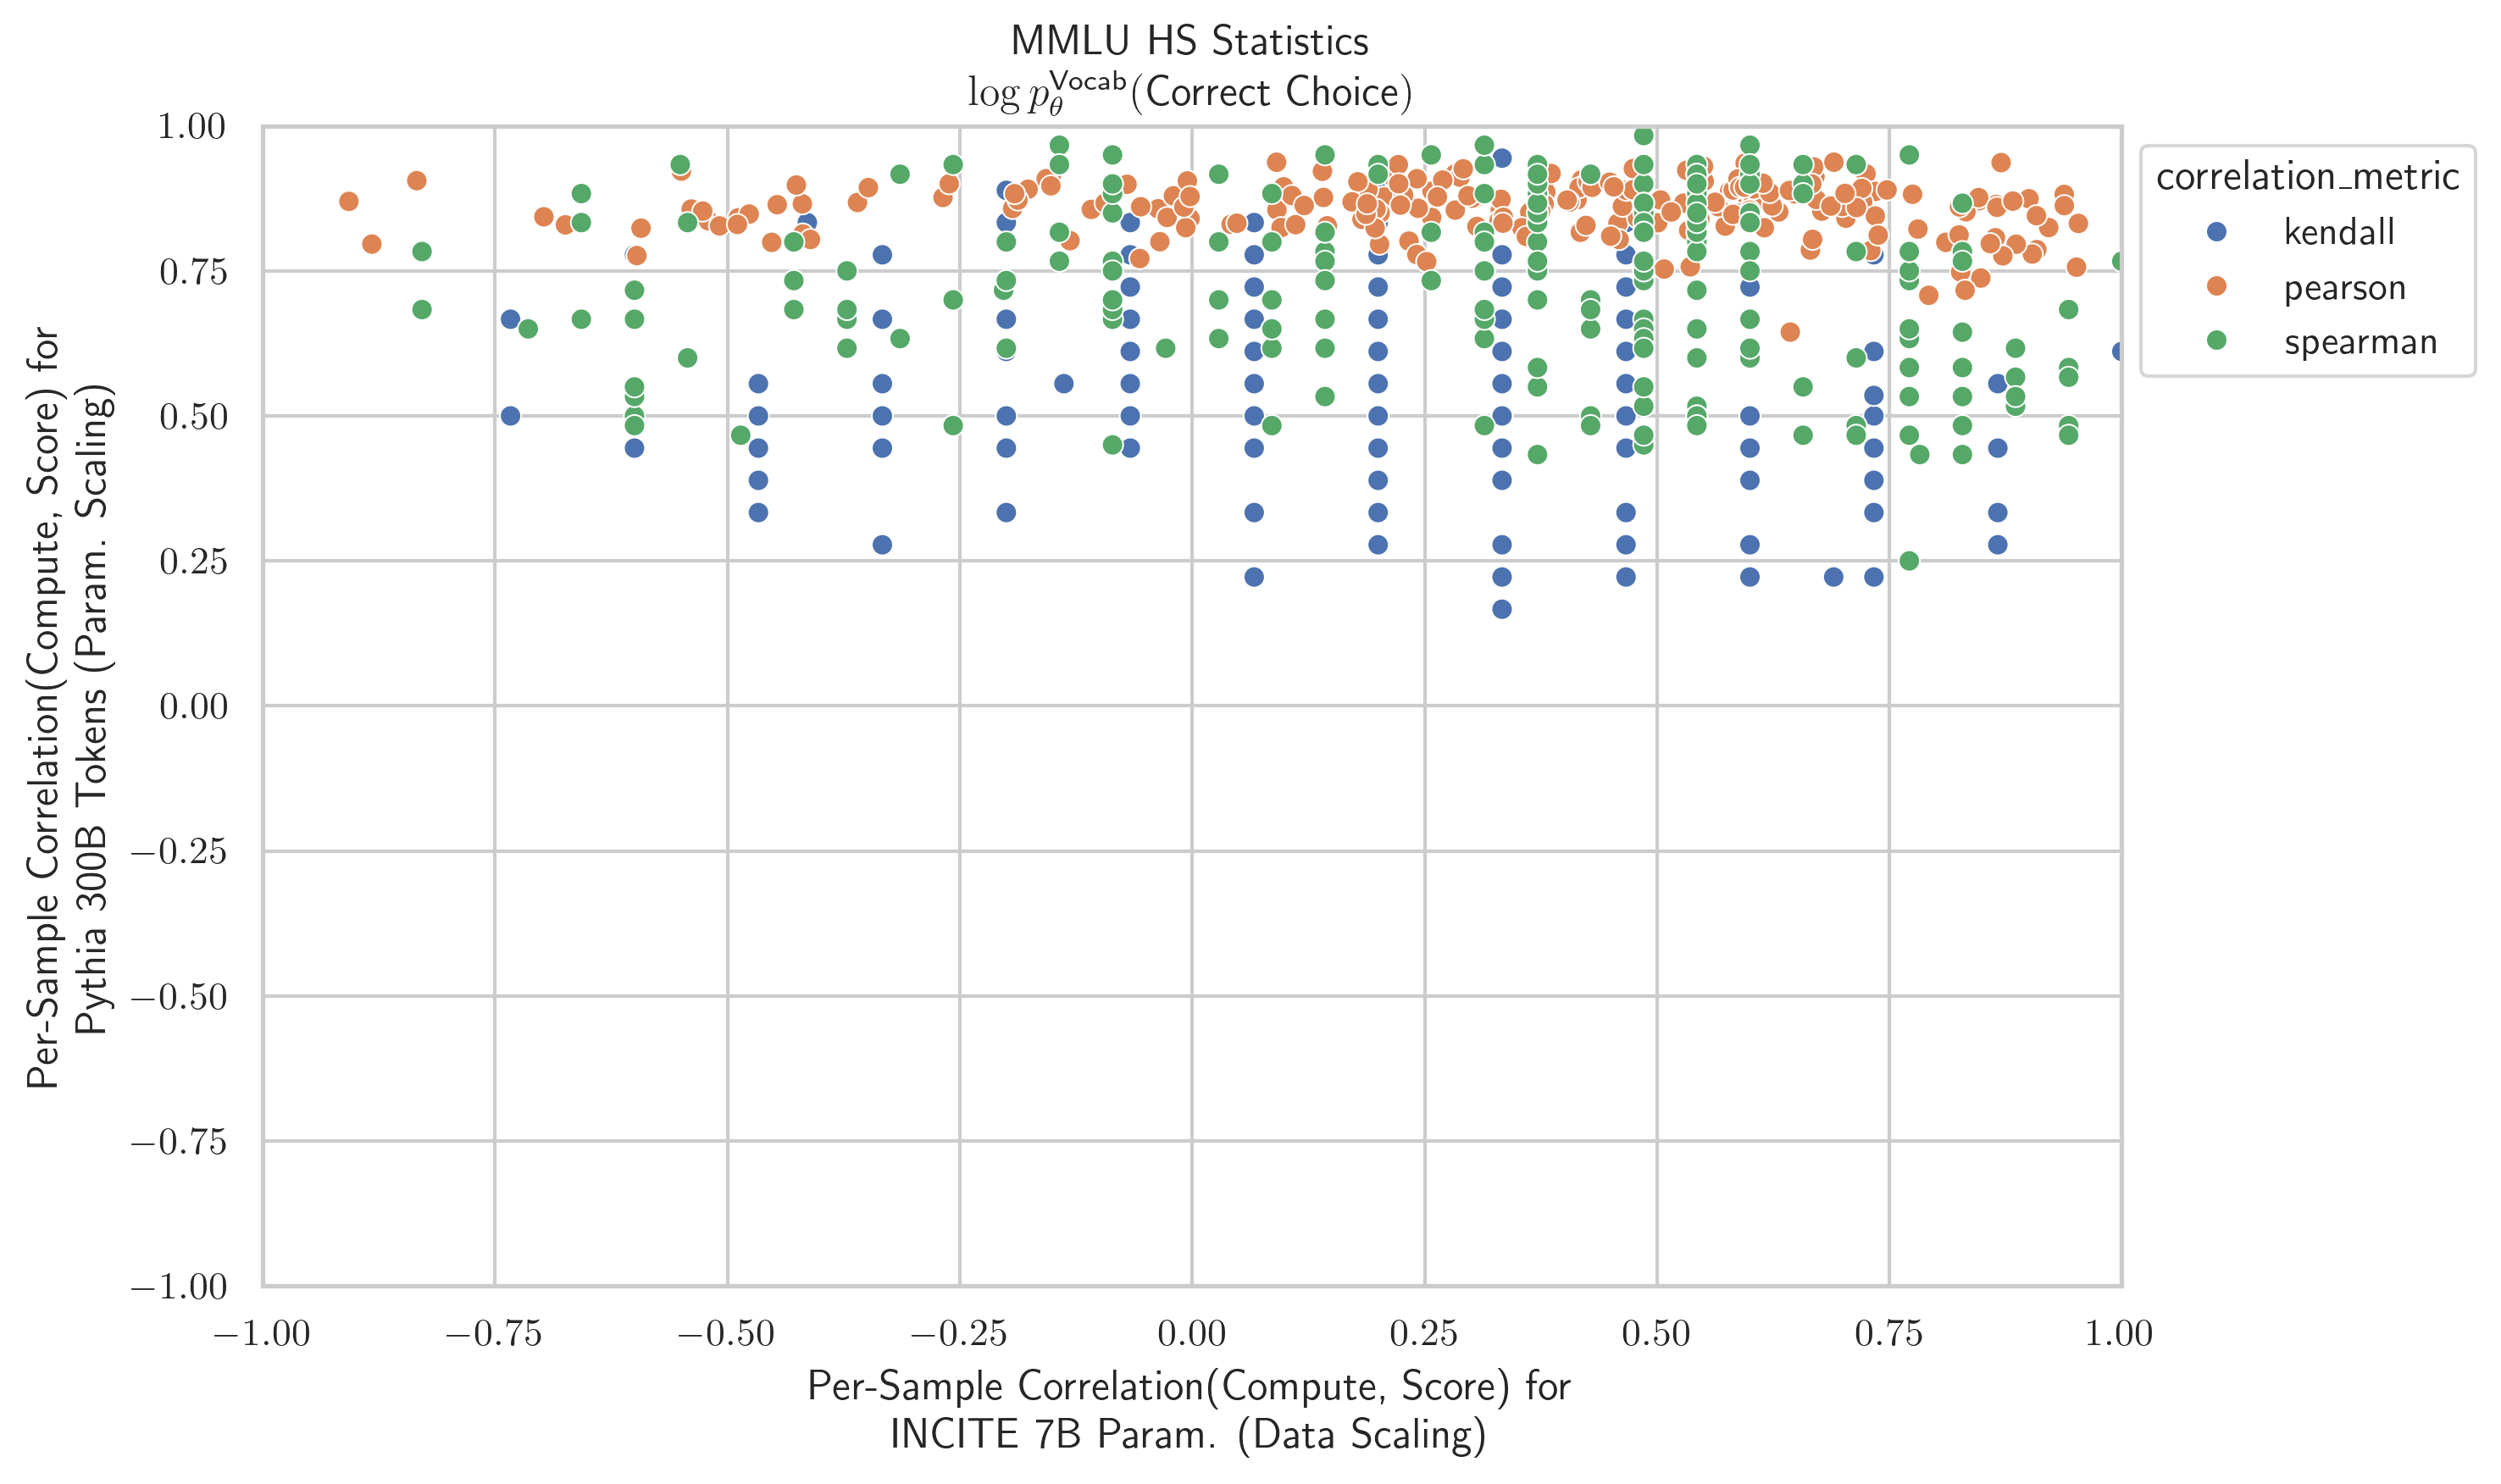 MMLU HS Statistics
log p_θ^Vocab(Correct Choice)
1.00
0.75
0.50
0.25
0.00
−0.25
−0.50
−0.75
−1.00
Per-Sample Correlation(Compute, Score) for
Pythia 300B Tokens (Param. Scaling)
−1.00
−0.75
−0.50
−0.25
0.00
0.25
0.50
0.75
1.00
Per-Sample Correlation(Compute, Score) for
INCITE 7B Param. (Data Scaling)
correlation_metric
kendall
pearson
spearman